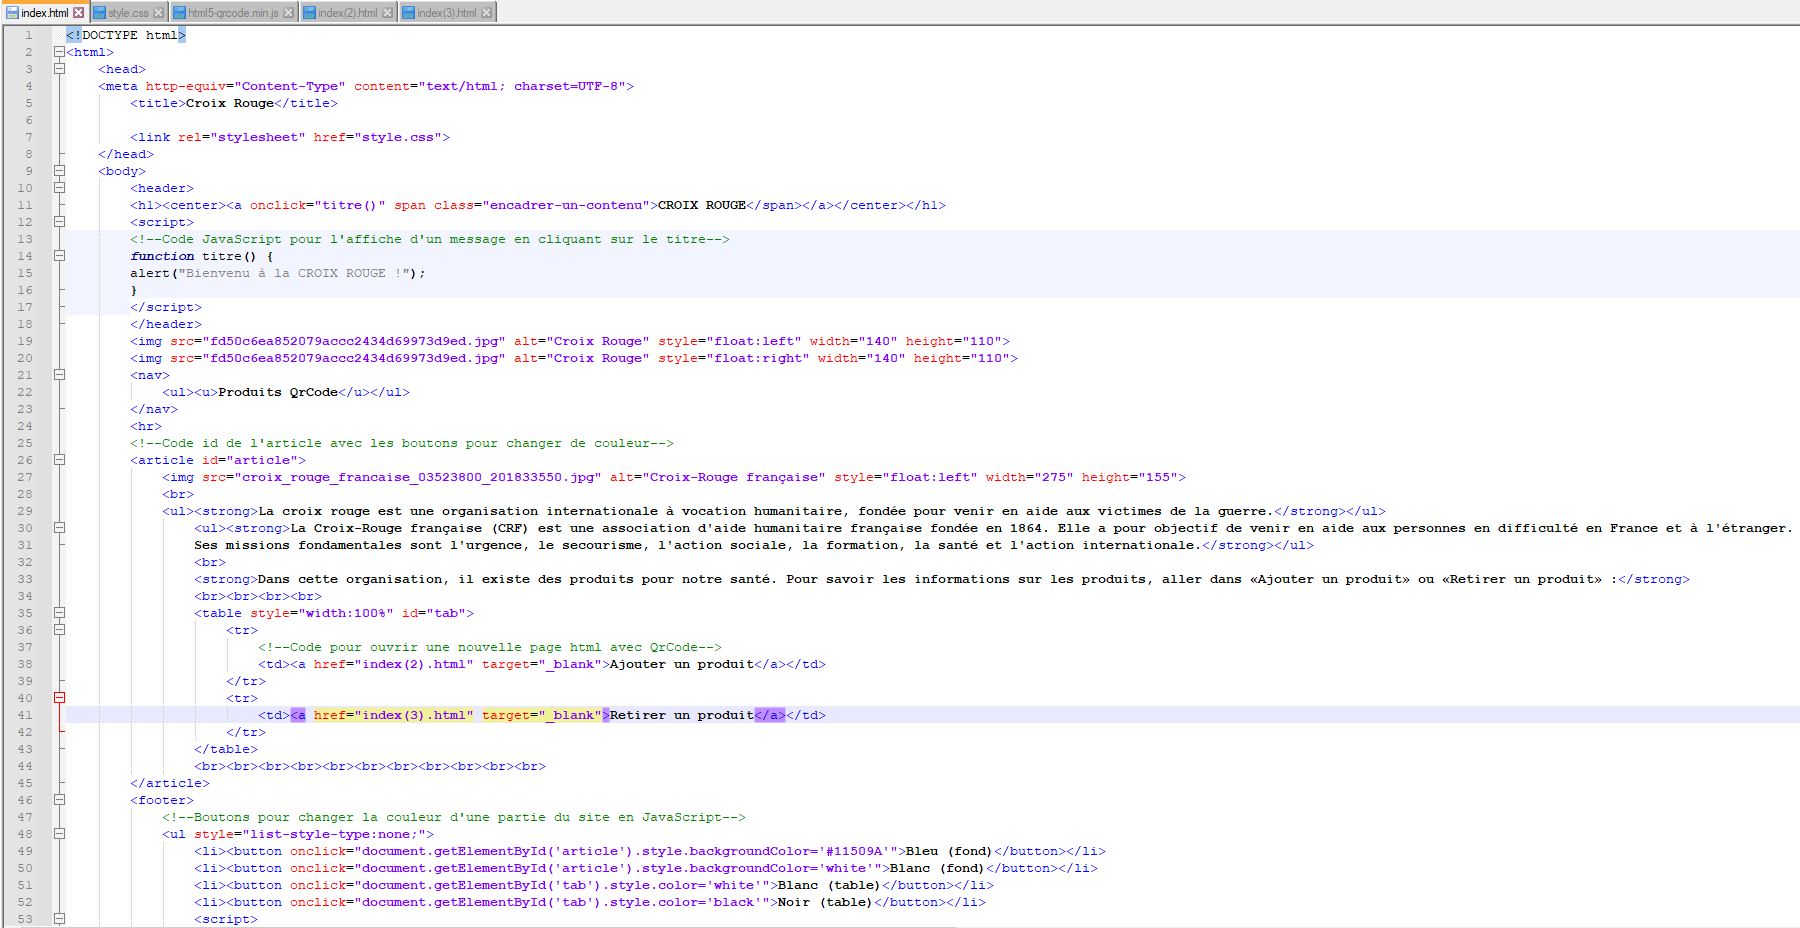 index.html style.css html5-qrcode.min.js index(2).html index(3).html
1 <!DOCTYPE html>
2 <html>
3 <head>
4 <meta http-equiv="Content-Type" content="text/html; charset=UTF-8">
5 <title>Croix Rouge</title>
6
7 <link rel="stylesheet" href="style.css">
8 </head>
9 <body>
10 <header>
11 <h1><center><a onclick="titre()" span class="encadrer-un-contenu">CROIX ROUGE</span></a></center></h1>
12 <script>
13 <!--Code JavaScript pour l'affiche d'un message en cliquant sur le titre-->
14 function titre() {
15 alert("Bienvenu à la CROIX ROUGE !");
16 }
17 </script>
18 </header>
19 <img src="fd50c6ea852079accc2434d69973d9ed.jpg" alt="Croix Rouge" style="float:left" width="140" height="110">
20 <img src="fd50c6ea852079accc2434d69973d9ed.jpg" alt="Croix Rouge" style="float:right" width="140" height="110">
21 <nav>
22 <ul><u>Produits QrCode</u></ul>
23 </nav>
24 <hr>
25 <!--Code id de l'article avec les boutons pour changer de couleur-->
26 <article id="article">
27 <img src="croix_rouge_francaise_03523800_201833550.jpg" alt="Croix-Rouge française" style="float:left" width="275" height="155">
28 <br>
29 <ul><strong>La croix rouge est une organisation internationale à vocation humanitaire, fondée pour venir en aide aux victimes de la guerre.</strong></ul>
30 <ul><strong>La Croix-Rouge française (CRF) est une association d'aide humanitaire française fondée en 1864. Elle a pour objectif de venir en aide aux personnes en difficulté en France et à l'étranger.
31 Ses missions fondamentales sont l'urgence, le secourisme, l'action sociale, la formation, la santé et l'action internationale.</strong></ul>
32 <br>
33 <strong>Dans cette organisation, il existe des produits pour notre santé. Pour savoir les informations sur les produits, aller dans «Ajouter un produit» ou «Retirer un produit» :</strong>
34 <br><br><br><br>
35 <table style="width:100%" id="tab">
36 <tr>
37 <!--Code pour ouvrir une nouvelle page html avec QrCode-->
38 <td><a href="index(2).html" target="_blank">Ajouter un produit</a></td>
39 </tr>
40 <tr>
41 <td><a href="index(3).html" target="_blank">Retirer un produit</a></td>
42 </tr>
43 </table>
44 <br><br><br><br><br><br><br><br><br><br><br>
45 </article>
46 <footer>
47 <!--Boutons pour changer la couleur d'une partie du site en JavaScript-->
48 <ul style="list-style-type:none;">
49 <li><button onclick="document.getElementById('article').style.backgroundColor='#11509A'">Bleu (fond)</button></li>
50 <li><button onclick="document.getElementById('article').style.backgroundColor='white'">Blanc (fond)</button></li>
51 <li><button onclick="document.getElementById('tab').style.color='white'">Blanc (table)</button></li>
52 <li><button onclick="document.getElementById('tab').style.color='black'">Noir (table)</button></li>
53 <script>